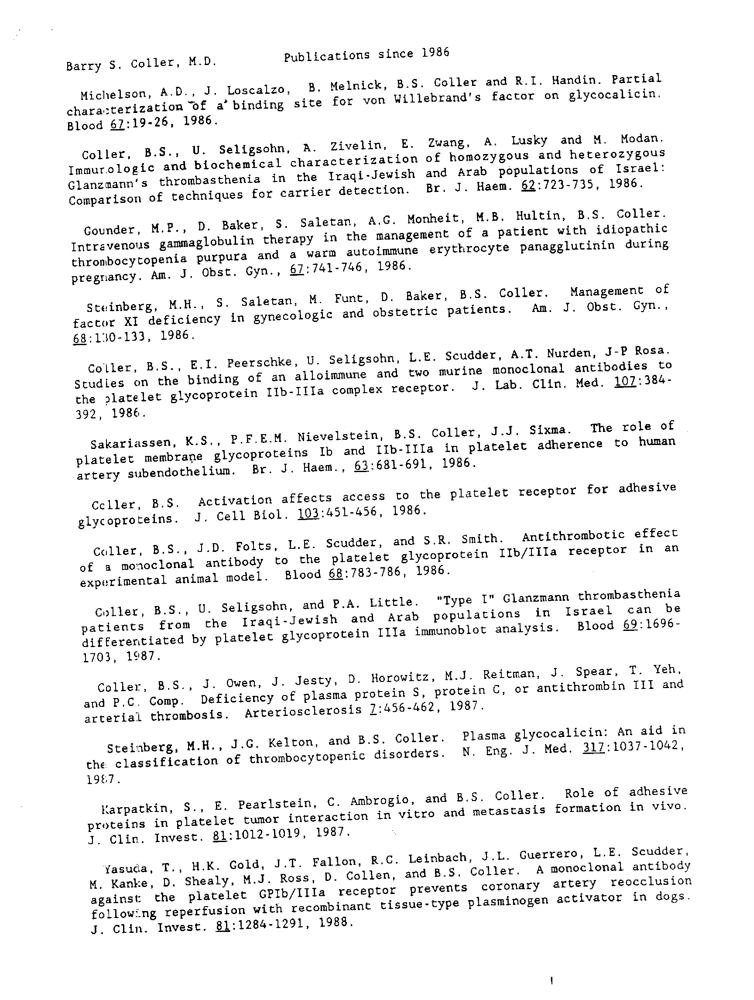 Barry S. Coller, M.D. Publications since 1986
Michelson, A.D., J. Loscalzo, B. Melnick, B.S. Coller and R.I. Handin. Partial
characterization of a binding site for von Willebrand's factor on glycocalicin.
Blood 67:19-26, 1986.
Coller, B.S., U. Seligsohn, A. Zivelin, E. Zwang, A. Lusky and M. Modan.
Immunologic and biochemical characterization of homozygous and heterozygous
Glanzmann's thrombasthenia in the Iraqi-Jewish and Arab populations of Israel:
Comparison of techniques for carrier detection. Br. J. Haem. 62:723-735, 1986.
Gounder, M.P., D. Baker, S. Saletan, A.G. Monheit, M.B. Hultin, B.S. Coller.
Intravenous gammaglobulin therapy in the management of a patient with idiopathic
thrombocytopenia purpura and a warm autoimmune erythrocyte panagglutinin during
pregnancy. Am. J. Obst. Gyn., 67:741-746, 1986.
Steinberg, M.H., S. Saletan, M. Funt, D. Baker, B.S. Coller. Management of
factor XI deficiency in gynecologic and obstetric patients. Am. J. Obst. Gyn.,
68:130-133, 1986.
Coller, B.S., E.I. Peerschke, U. Seligsohn, L.E. Scudder, A.T. Nurden, J-P Rosa.
Studies on the binding of an alloimmune and two murine monoclonal antibodies to
the platelet glycoprotein IIb-IIIa complex receptor. J. Lab. Clin. Med. 107:384-
392, 1986.
Sakariassen, K.S., P.F.E.M. Nievelstein, B.S. Coller, J.J. Sixma. The role of
platelet membrane glycoproteins Ib and IIb-IIIa in platelet adherence to human
artery subendothelium. Br. J. Haem., 63:681-691, 1986.
Coller, B.S. Activation affects access to the platelet receptor for adhesive
glycoproteins. J. Cell Biol. 103:451-456, 1986.
Coller, B.S., J.D. Folts, L.E. Scudder, and S.R. Smith. Antithrombotic effect
of a monoclonal antibody to the platelet glycoprotein IIb/IIIa receptor in an
experimental animal model. Blood 68:783-786, 1986.
Coller, B.S., U. Seligsohn, and P.A. Little. "Type I" Glanzmann thrombasthenia
patients from the Iraqi-Jewish and Arab populations in Israel can be
differentiated by platelet glycoprotein IIIa immunoblot analysis. Blood 69:1696-
1703, 1987.
Coller, B.S., J. Owen, J. Jesty, D. Horowitz, M.J. Reitman, J. Spear, T. Yeh,
and P.C. Comp. Deficiency of plasma protein S, protein C, or antithrombin III and
arterial thrombosis. Arteriosclerosis 7:456-462, 1987.
Steinberg, M.H., J.G. Kelton, and B.S. Coller. Plasma glycocalicin: An aid in
the classification of thrombocytopenic disorders. N. Eng. J. Med. 317:1037-1042,
1987.
Karpatkin, S., E. Pearlstein, C. Ambrogio, and B.S. Coller. Role of adhesive
proteins in platelet tumor interaction in vitro and metastasis formation in vivo.
J. Clin. Invest. 81:1012-1019, 1987.
Yasuda, T., H.K. Gold, J.T. Fallon, R.C. Leinbach, J.L. Guerrero, L.E. Scudder,
M. Kanke, D. Shealy, M.J. Ross, D. Collen, and B.S. Coller. A monoclonal antibody
against the platelet GPIb/IIIa receptor prevents coronary artery reocclusion
following reperfusion with recombinant tissue-type plasminogen activator in dogs.
J. Clin. Invest. 81:1284-1291, 1988.